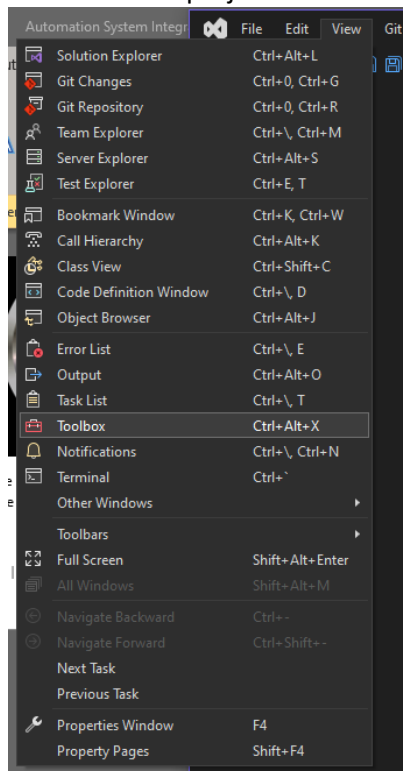 Automation System Integr
File Edit View Git
Solution Explorer Ctrl+Alt+L
Git Changes Ctrl+0, Ctrl+G
Git Repository Ctrl+0, Ctrl+R
Team Explorer Ctrl+\, Ctrl+M
Server Explorer Ctrl+Alt+S
Test Explorer Ctrl+E, T
Bookmark Window Ctrl+K, Ctrl+W
Call Hierarchy Ctrl+Alt+K
Class View Ctrl+Shift+C
Code Definition Window Ctrl+\, D
Object Browser Ctrl+Alt+J
Error List Ctrl+\, E
Output Ctrl+Alt+O
Task List Ctrl+\, T
Toolbox Ctrl+Alt+X
Notifications Ctrl+\, Ctrl+N
Terminal Ctrl+`
Other Windows
Toolbars
Full Screen Shift+Alt+Enter
All Windows Shift+Alt+M
Navigate Backward Ctrl+-
Navigate Forward Ctrl+Shift+-
Next Task
Previous Task
Properties Window F4
Property Pages Shift+F4